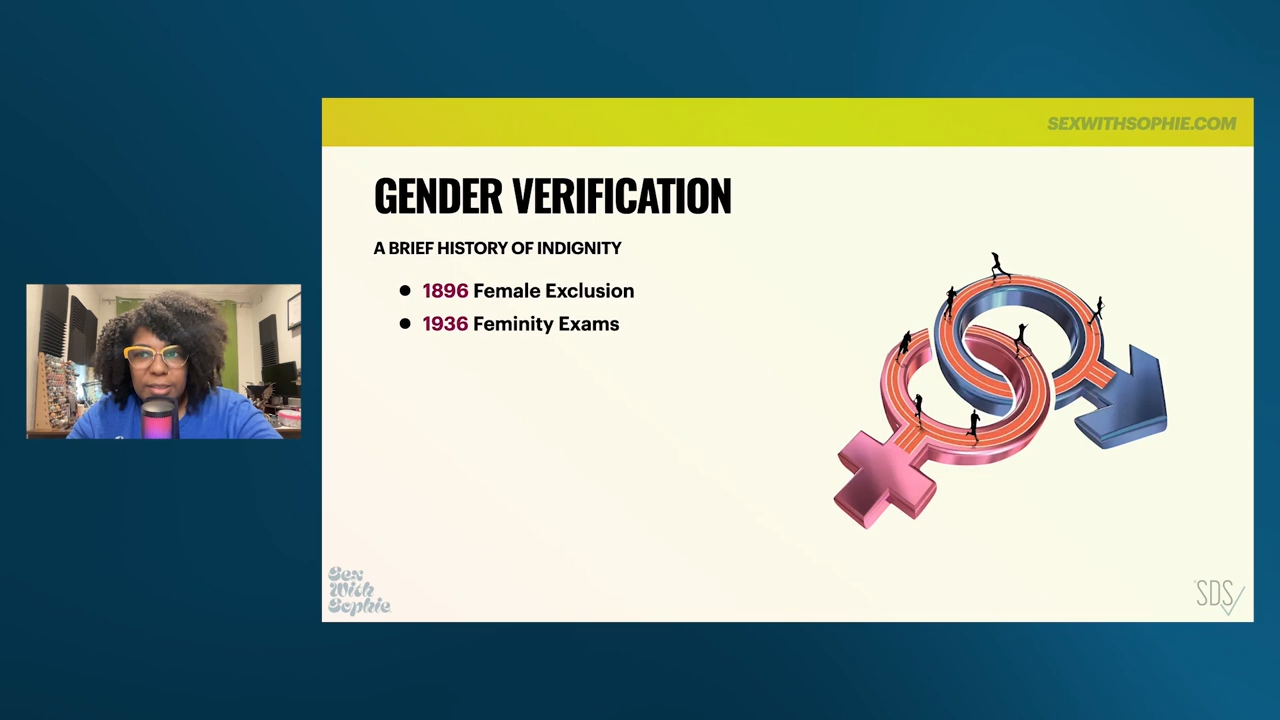 SEXWITHSOPHIE.COM
GENDER VERIFICATION
A BRIEF HISTORY OF INDIGNITY
1896 Female Exclusion
1936 Feminity Exams
Sex
With
Sophie
SDS